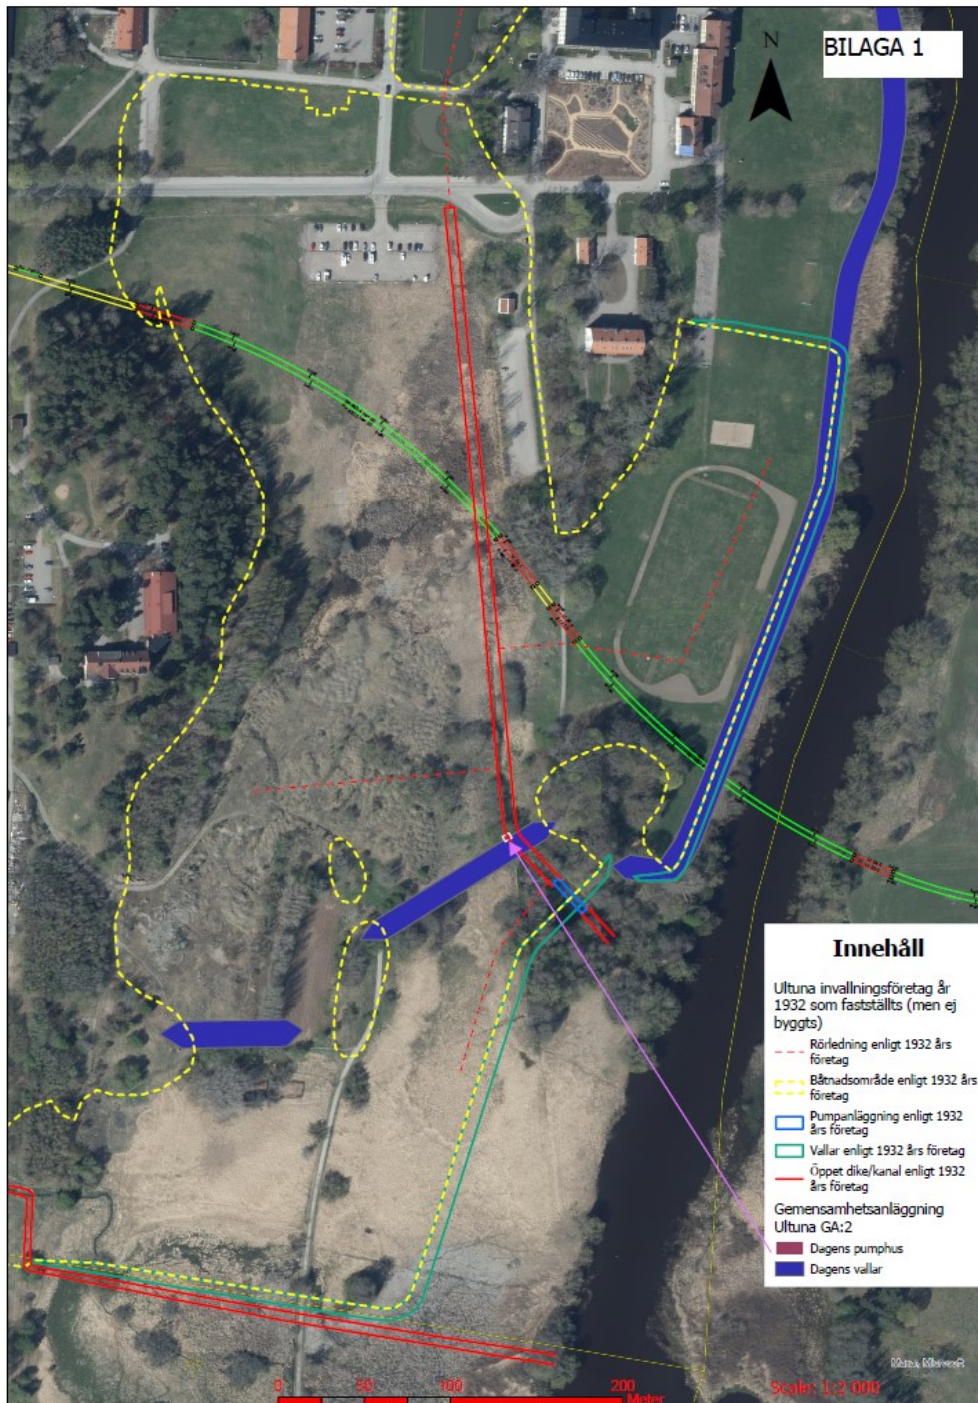 N
BILAGA 1
Innehåll
Ultuna invallningsföretag år
1932 som fastställts (men ej
byggts)
Rörledning enligt 1932 års
företag
Båtnadsområde enligt 1932 års
företag
Pumpanläggning enligt 1932
års företag
Vallar enligt 1932 års företag
Öppet dike/kanal enligt 1932
års företag
Gemensamhetsanläggning
Ultuna GA:2
Dagens pumphus
Dagens vallar
0 50 100 200
Meter
Scale: 1:2 000